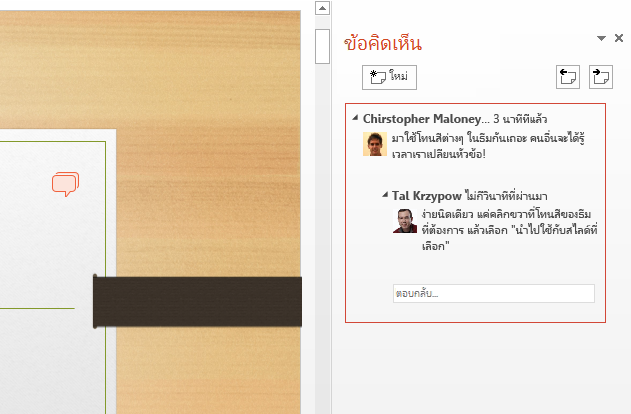 ข้อคิดเห็น
ใหม่
Chirstopher Maloney... 3 นาทีที่แล้ว
มาใช้โทนสีต่างๆ ในธีมกันเถอะ คนอื่นจะได้รู้
เวลาเราเปลี่ยนหัวข้อ!
Tal Krzypow ไม่กี่วินาทีที่ผ่านมา
ง่ายนิดเดียว แค่คลิกขวาที่โทนสีของธีม
ที่ต้องการ แล้วเลือก "นำไปใช้กับสไลด์ที่
เลือก"
ตอบกลับ...